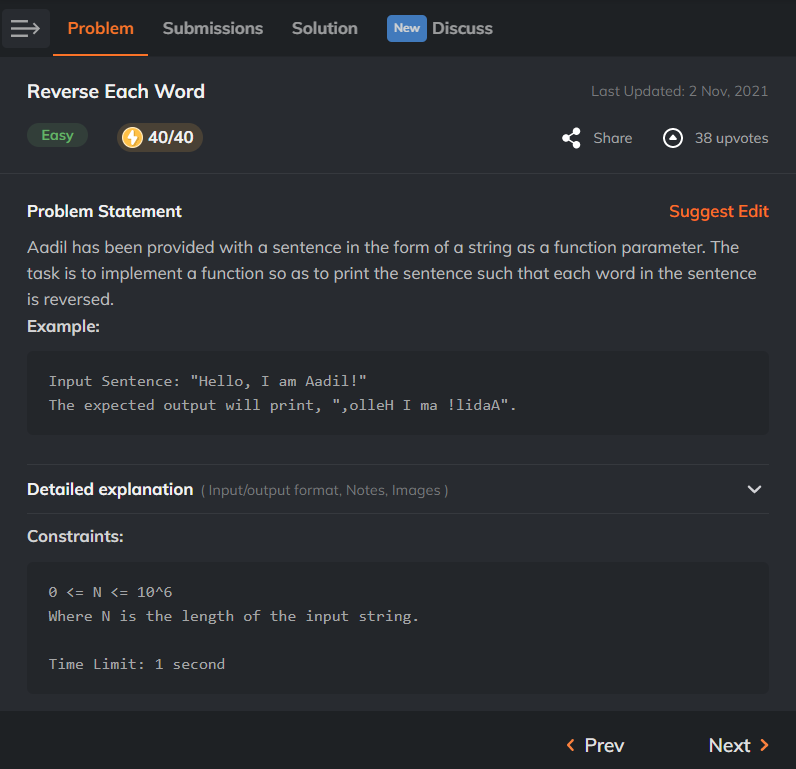 Problem Submissions Solution New Discuss
Reverse Each Word Last Updated: 2 Nov, 2021
Easy 40/40 Share 38 upvotes
Problem Statement Suggest Edit
Aadil has been provided with a sentence in the form of a string as a function parameter. The
task is to implement a function so as to print the sentence such that each word in the sentence
is reversed.
Example:
Input Sentence: "Hello, I am Aadil!"
The expected output will print, ",olleH I ma !lidaA".
Detailed explanation ( Input/output format, Notes, Images )
Constraints:
0 <= N <= 10^6
Where N is the length of the input string.
Time Limit: 1 second
Prev Next